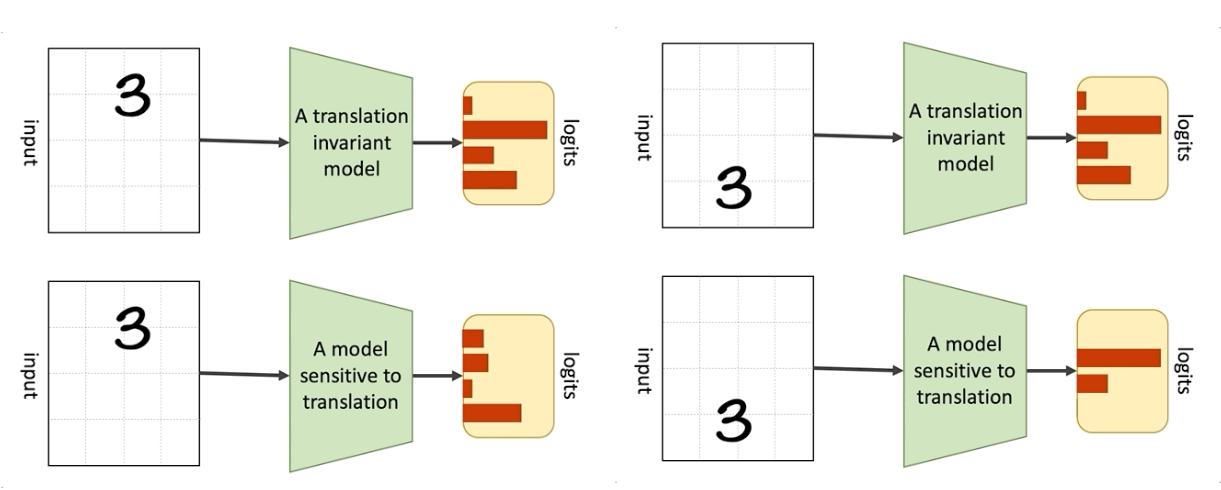 input
3
A translation
invariant
model
logits
input
3
A translation
invariant
model
logits
input
3
A model
sensitive to
translation
logits
input
3
A model
sensitive to
translation
logits